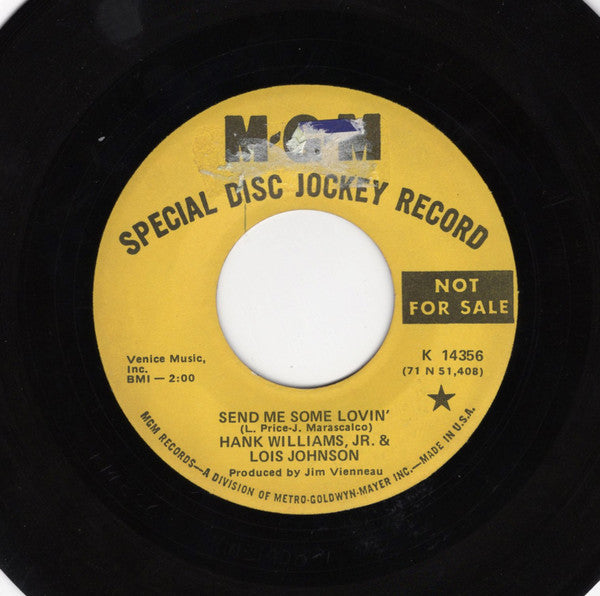 M-G-M
SPECIAL DISC JOCKEY RECORD
NOT
FOR SALE
Venice Music,
Inc.
BMI — 2:00
K 14356
(71 N 51,408)
SEND ME SOME LOVIN'
(L. Price-J. Marascalco)
HANK WILLIAMS, JR. &
LOIS JOHNSON
Produced by Jim Vienneau
MGM RECORDS—A DIVISION OF METRO-GOLDWYN-MAYER INC.—MADE IN U.S.A.